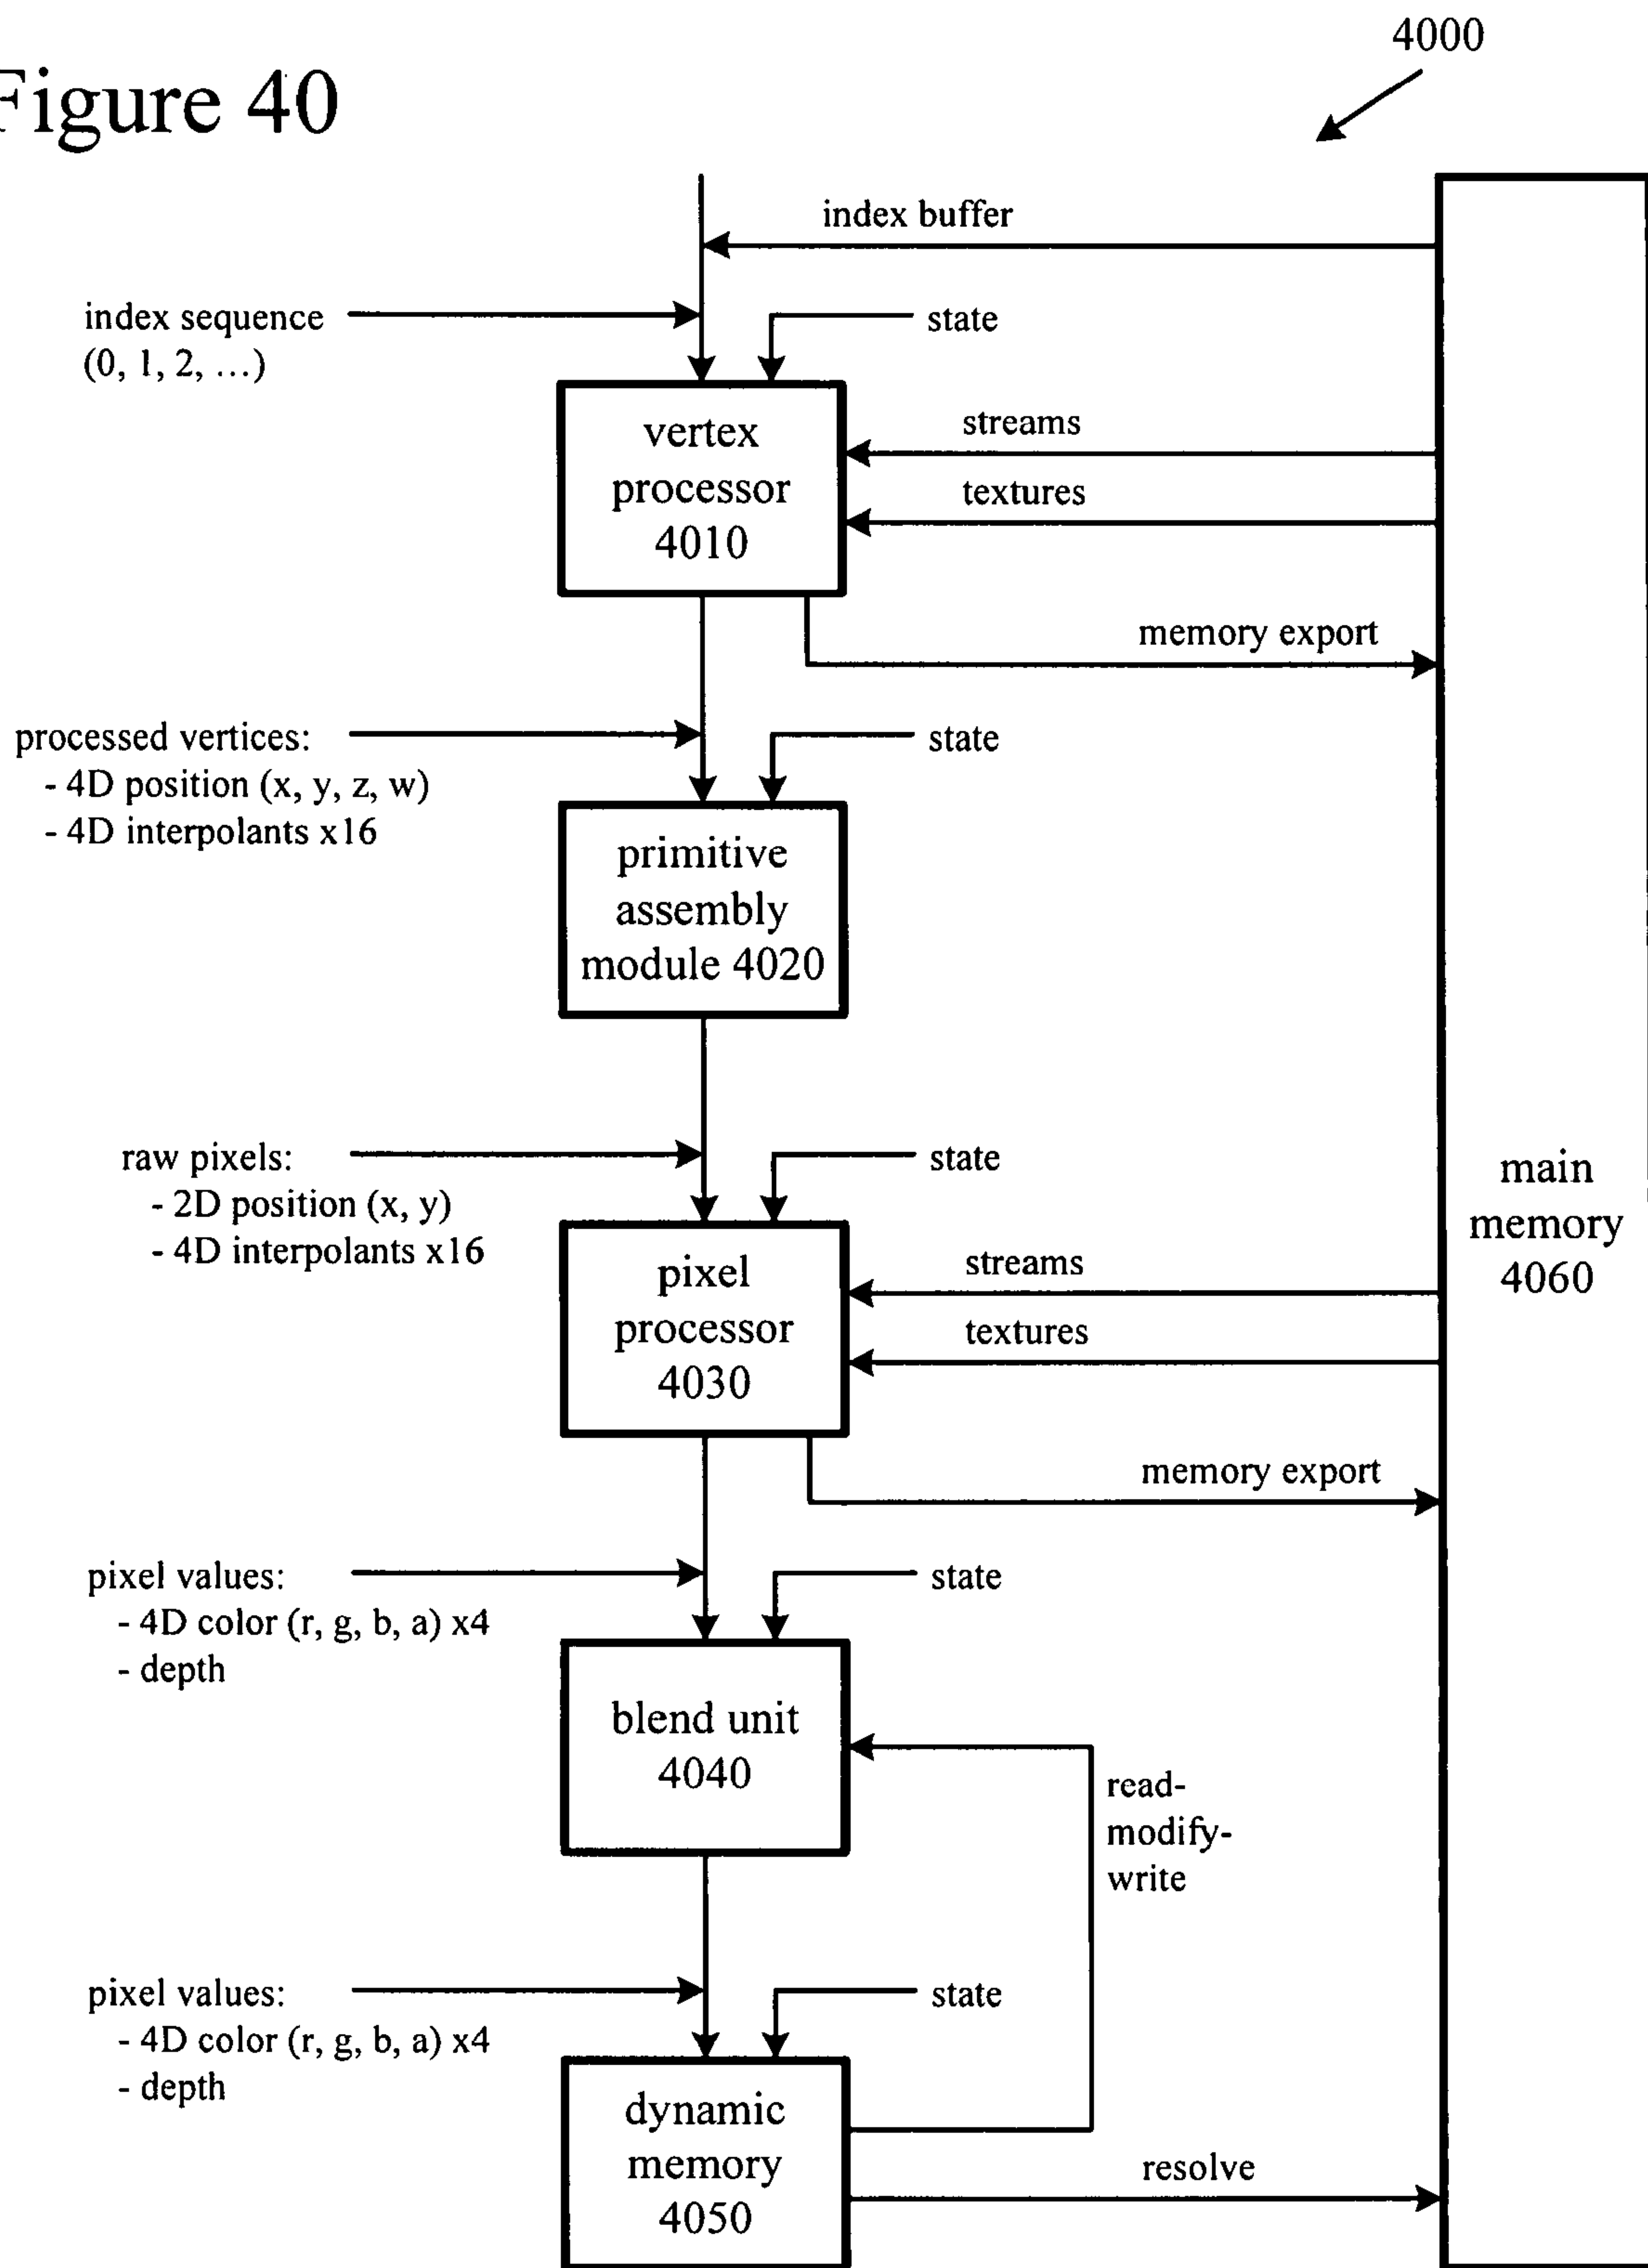 4000
Figure 40
index buffer
index sequence
(0, 1, 2, ...)
state
vertex
processor
4010
streams
textures
memory export
processed vertices:
- 4D position (x, y, z, w)
- 4D interpolants x16
state
primitive
assembly
module 4020
raw pixels:
- 2D position (x, y)
- 4D interpolants x16
state
main
memory
4060
pixel
processor
4030
streams
textures
memory export
pixel values:
- 4D color (r, g, b, a) x4
- depth
state
blend unit
4040
read-
modify-
write
pixel values:
- 4D color (r, g, b, a) x4
- depth
state
dynamic
memory
4050
resolve